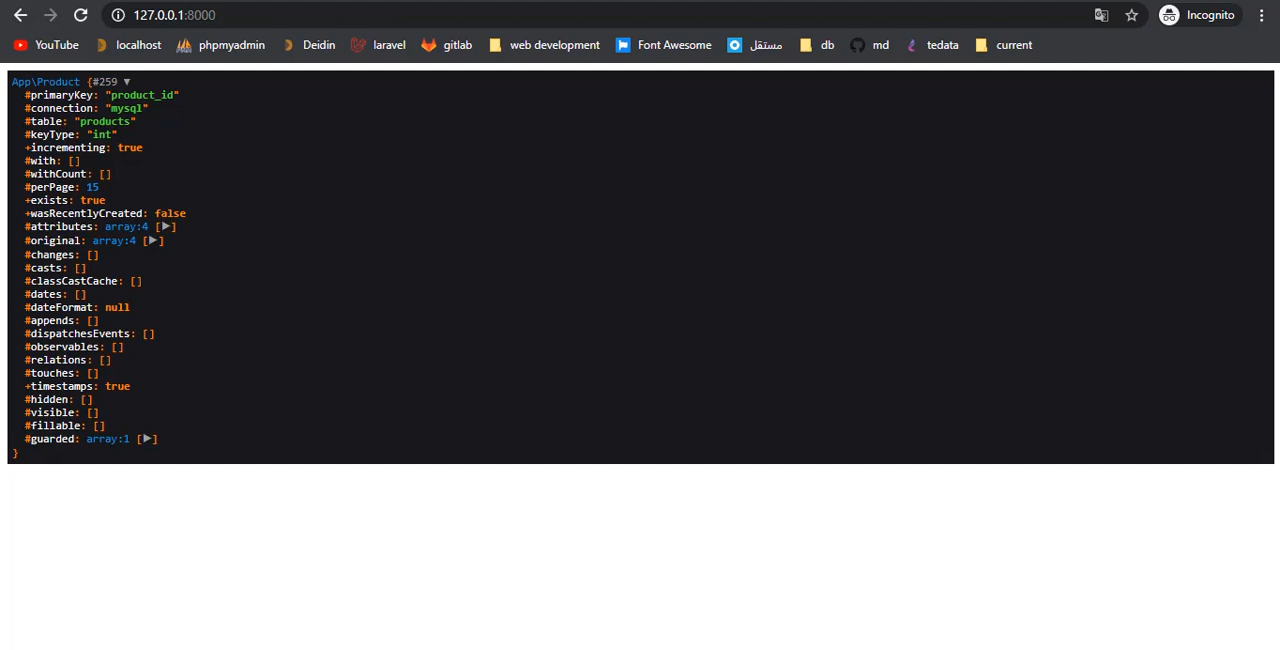 127.0.0.1:8000 Incognito
YouTube localhost phpmyadmin Deidin laravel gitlab web development Font Awesome مستقل db md tedata current
App\Product {#259 ▼
#primaryKey: "product_id"
#connection: "mysql"
#table: "products"
#keyType: "int"
+incrementing: true
#with: []
#withCount: []
#perPage: 15
+exists: true
+wasRecentlyCreated: false
#attributes: array:4 [▶]
#original: array:4 [▶]
#changes: []
#casts: []
#classCastCache: []
#dates: []
#dateFormat: null
#appends: []
#dispatchesEvents: []
#observables: []
#relations: []
#touches: []
+timestamps: true
#hidden: []
#visible: []
#fillable: []
#guarded: array:1 [▶]
}